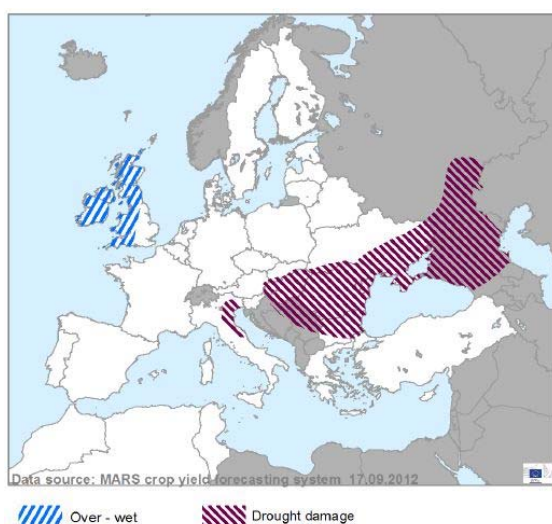 Data source: MARS crop yield forecasting system 17.09.2012
Over - wet
Drought damage